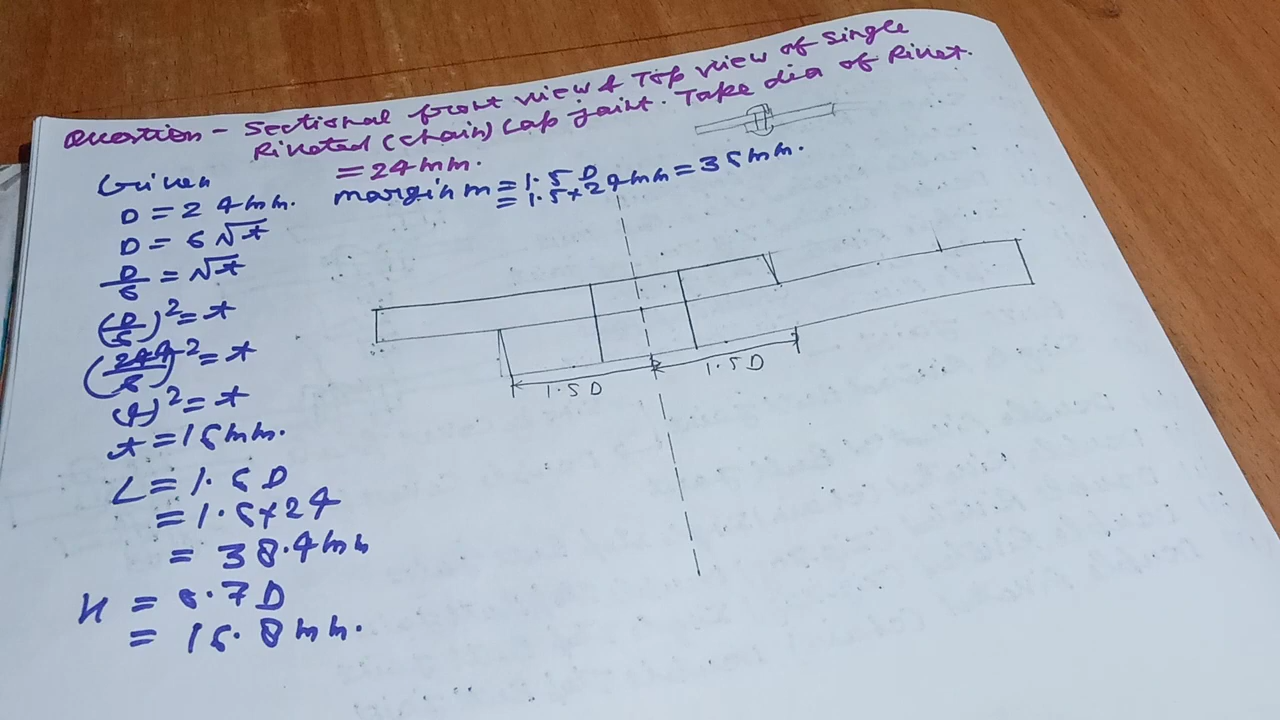 Question - Sectional front view & Top view of Single
Riveted (chain) Lap joint. Take dia of Rivet.
= 24 mm.
Given
D = 24 mm.
margin m = 1.5 D
= 1.5 x 24 mm = 36 mm.
D = 6√t
D/6 = √t
(D/6)² = t
(24/6)² = t
(4)² = t
t = 16 mm.
L = 1.6 D
= 1.6 x 24
= 38.4 mm
H = 0.7 D
= 16.8 mm.
1.5 D
1.5 D